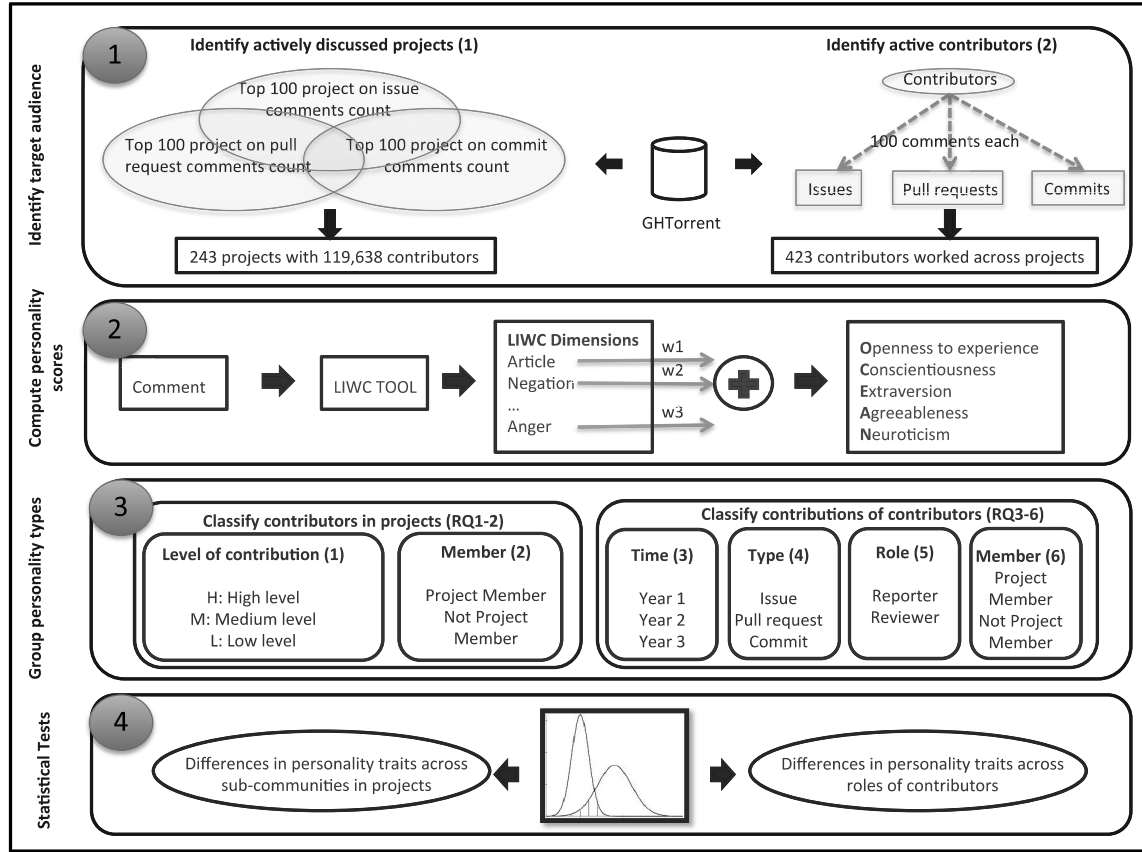 Identify target audience
1
Identify actively discussed projects (1)
Top 100 project on issue
comments count
Top 100 project on pull
request comments count
Top 100 project on commit
comments count
243 projects with 119,638 contributors
GHTorrent
Identify active contributors (2)
Contributors
100 comments each
Issues
Pull requests
Commits
423 contributors worked across projects
Compute personality
scores
2
Comment
LIWC TOOL
LIWC Dimensions
Article
Negation
...
Anger
w1
w2
w3
Openness to experience
Conscientiousness
Extraversion
Agreeableness
Neuroticism
Group personality types
3
Classify contributors in projects (RQ1-2)
Level of contribution (1)
H: High level
M: Medium level
L: Low level
Member (2)
Project Member
Not Project
Member
Classify contributions of contributors (RQ3-6)
Time (3)
Year 1
Year 2
Year 3
Type (4)
Issue
Pull request
Commit
Role (5)
Reporter
Reviewer
Member (6)
Project
Member
Not Project
Member
Statistical Tests
4
Differences in personality traits across
sub-communities in projects
Differences in personality traits across
roles of contributors